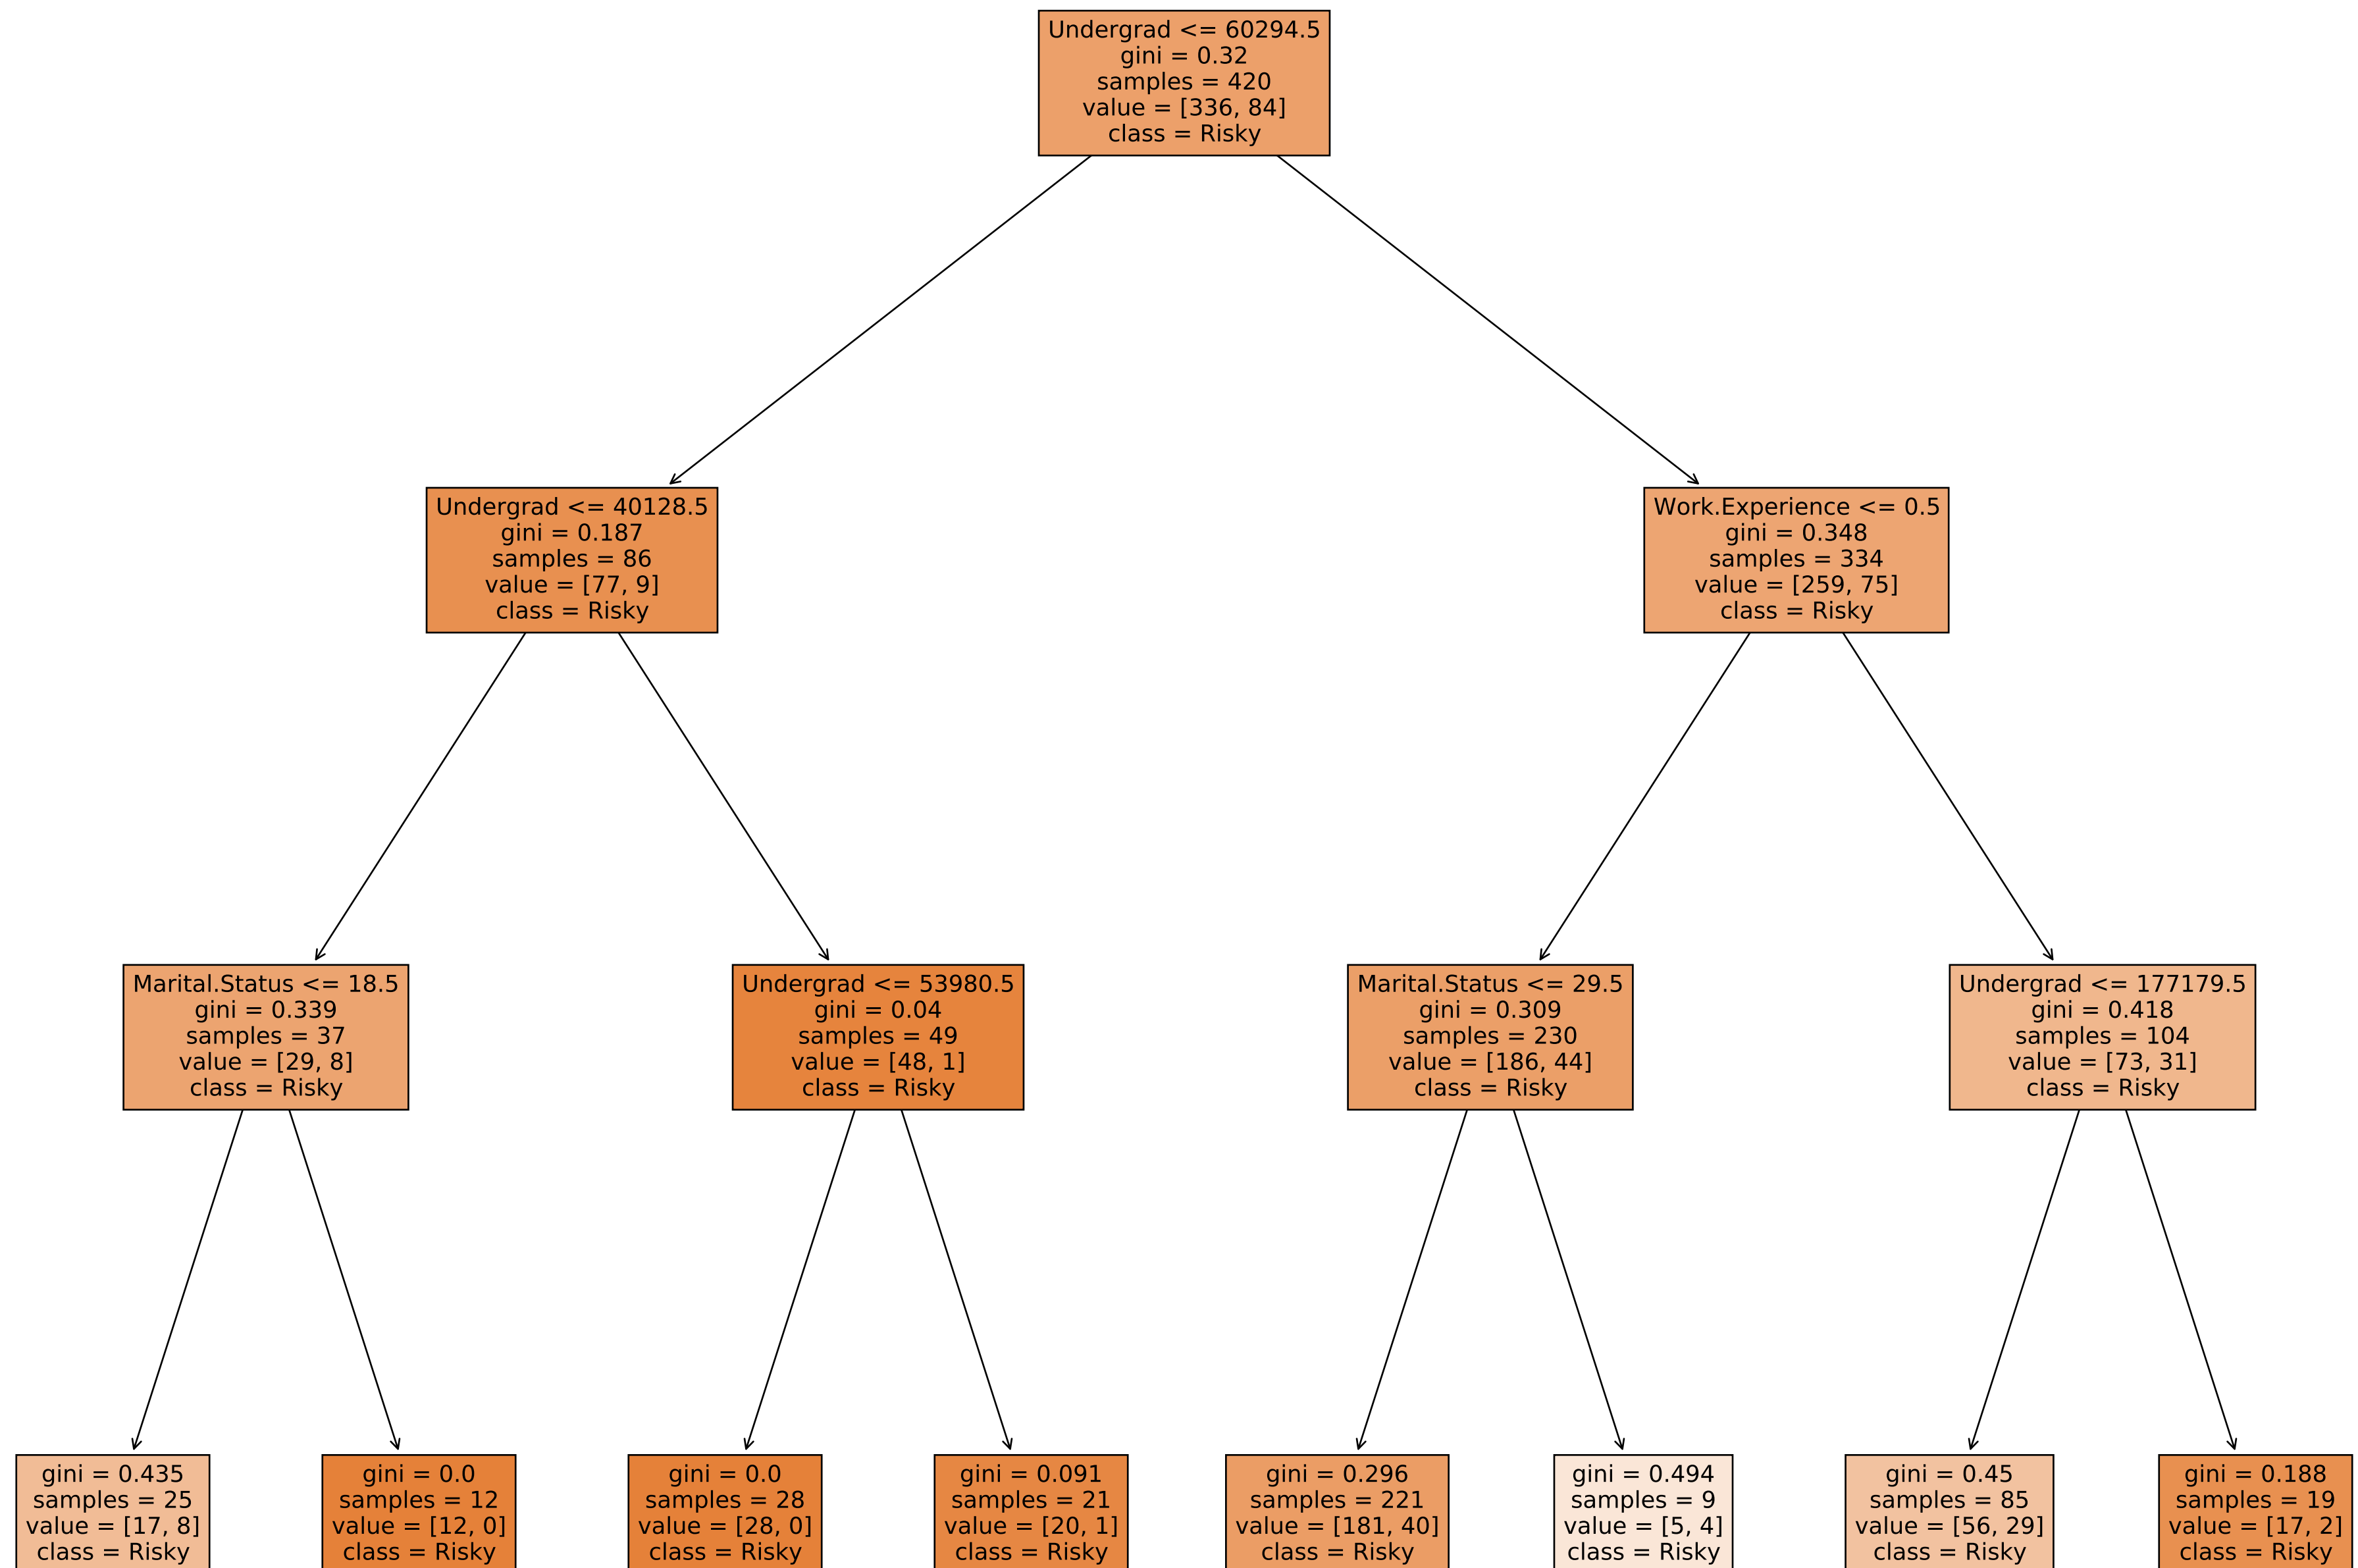 Undergrad <= 60294.5
gini = 0.32
samples = 420
value = [336, 84]
class = Risky
Undergrad <= 40128.5
gini = 0.187
samples = 86
value = [77, 9]
class = Risky
Work.Experience <= 0.5
gini = 0.348
samples = 334
value = [259, 75]
class = Risky
Marital.Status <= 18.5
gini = 0.339
samples = 37
value = [29, 8]
class = Risky
Undergrad <= 53980.5
gini = 0.04
samples = 49
value = [48, 1]
class = Risky
Marital.Status <= 29.5
gini = 0.309
samples = 230
value = [186, 44]
class = Risky
Undergrad <= 177179.5
gini = 0.418
samples = 104
value = [73, 31]
class = Risky
gini = 0.435
samples = 25
value = [17, 8]
class = Risky
gini = 0.0
samples = 12
value = [12, 0]
class = Risky
gini = 0.0
samples = 28
value = [28, 0]
class = Risky
gini = 0.091
samples = 21
value = [20, 1]
class = Risky
gini = 0.296
samples = 221
value = [181, 40]
class = Risky
gini = 0.494
samples = 9
value = [5, 4]
class = Risky
gini = 0.45
samples = 85
value = [56, 29]
class = Risky
gini = 0.188
samples = 19
value = [17, 2]
class = Risky